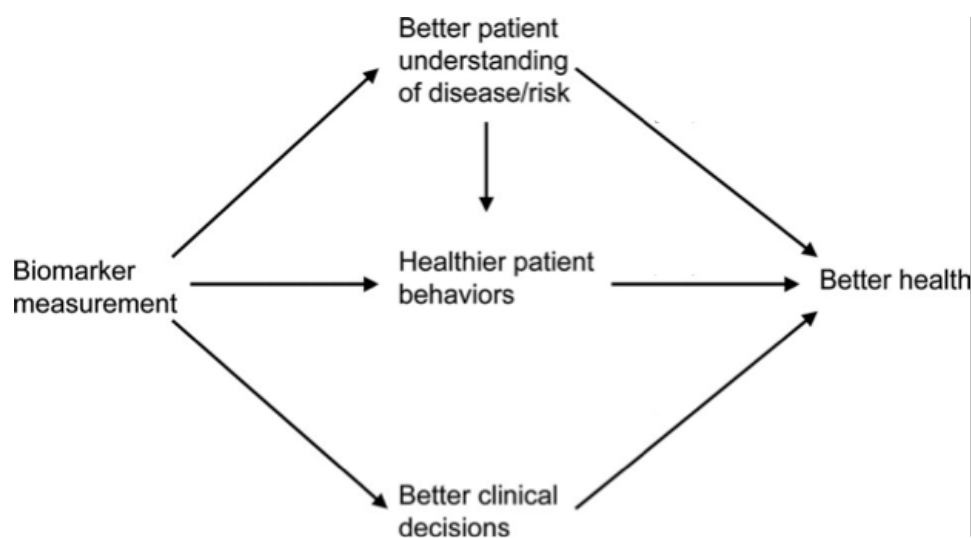 Better patient
understanding
of disease/risk
Biomarker
measurement
Healthier patient
behaviors
Better health
Better clinical
decisions